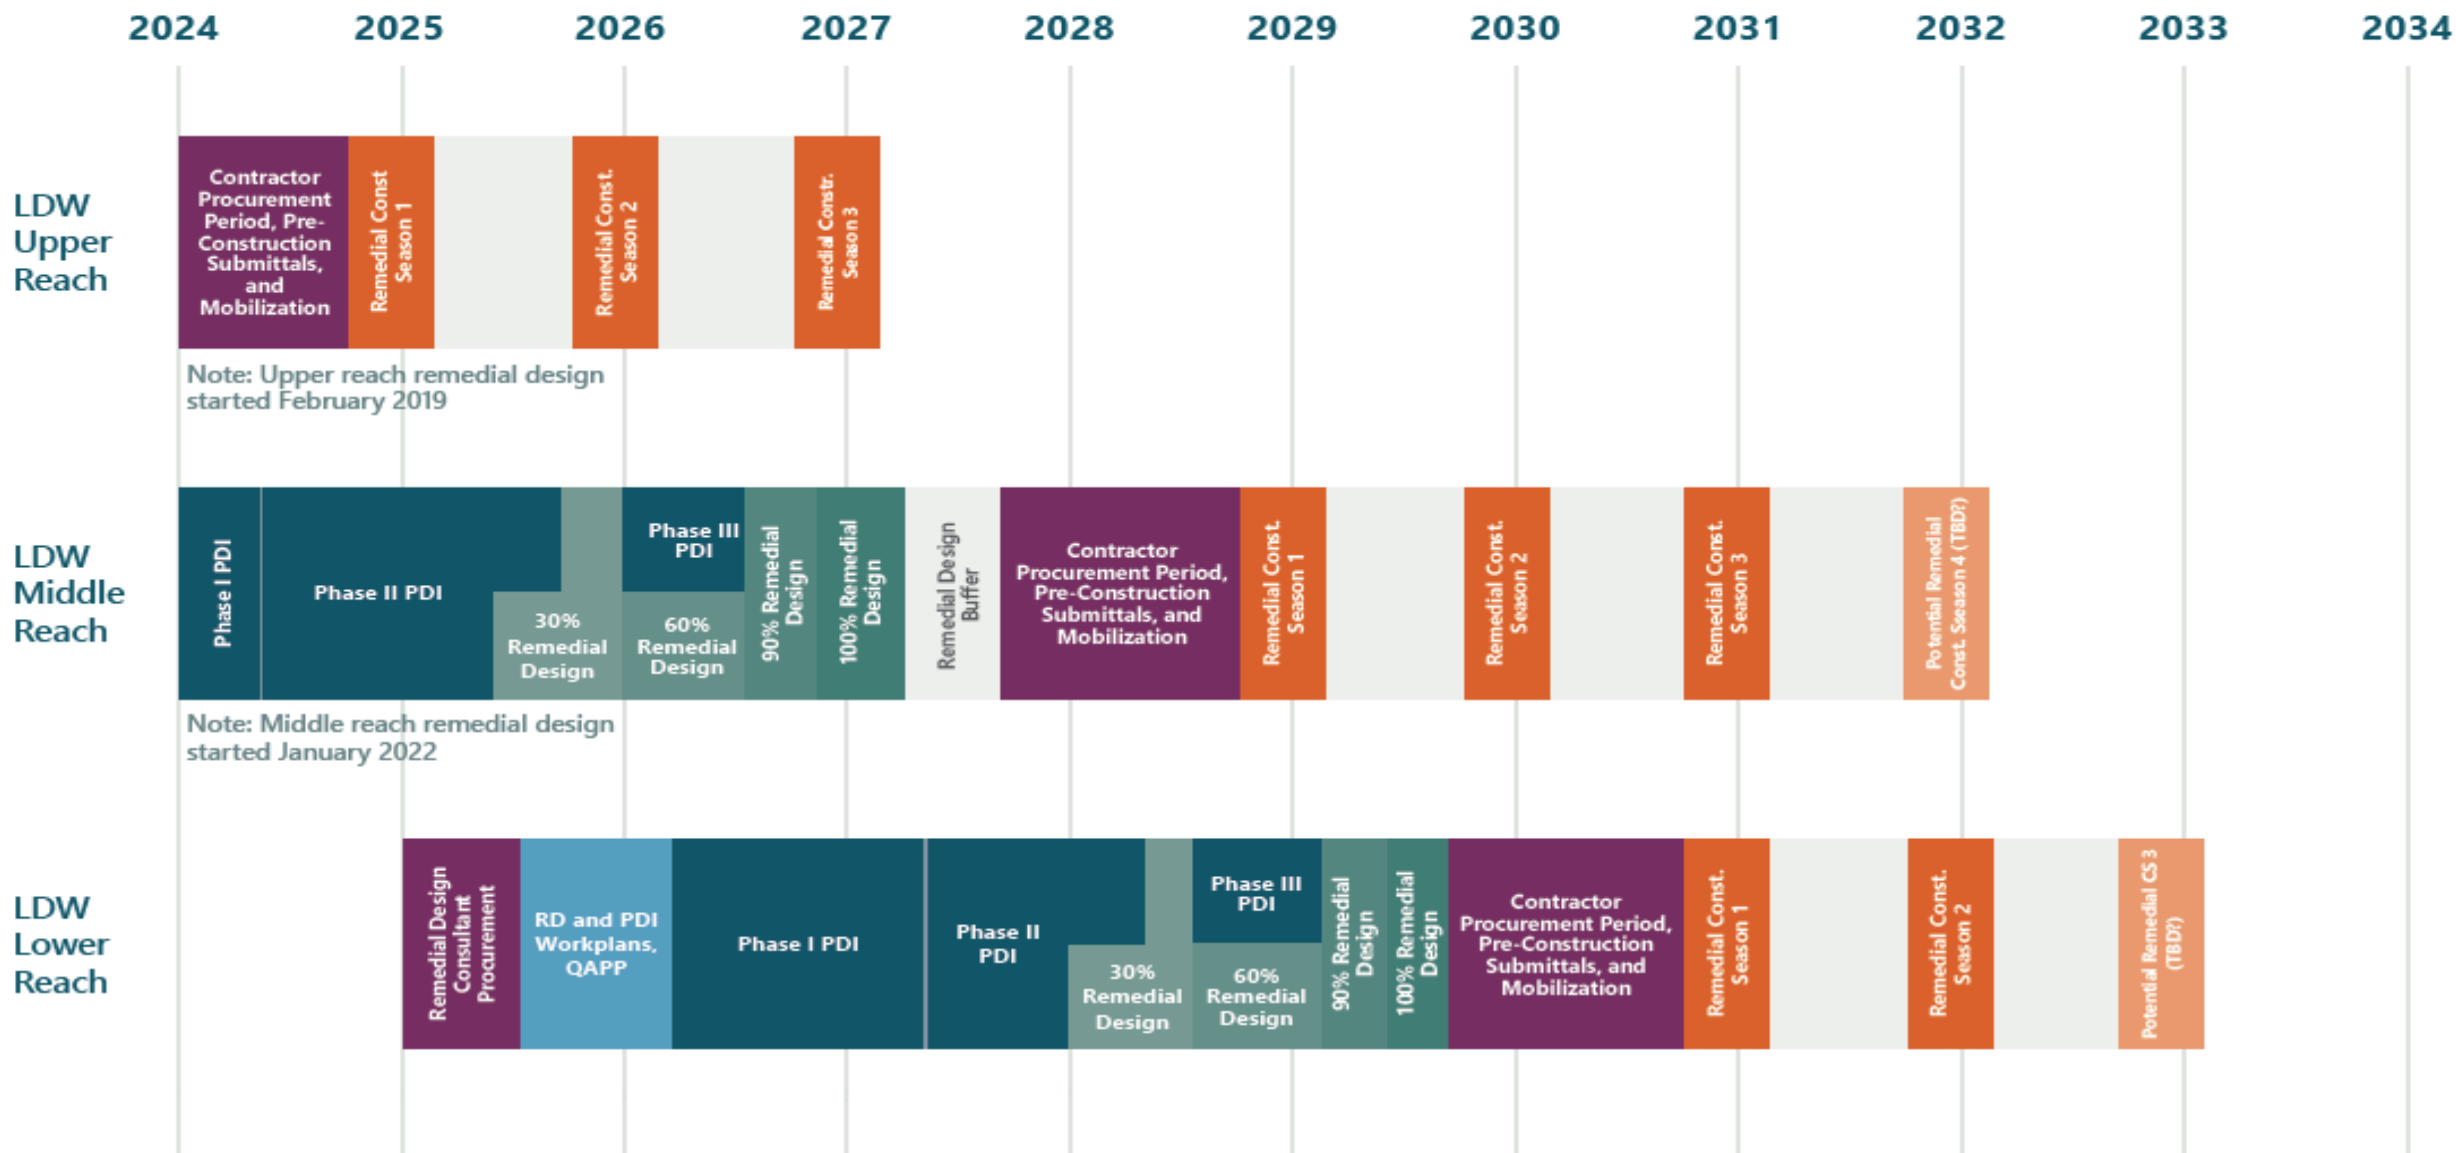 2024 2025 2026 2027 2028 2029 2030 2031 2032 2033 2034
LDW
Upper
Reach
Contractor
Procurement
Period, Pre-
Construction
Submittals,
and
Mobilization
Remedial Const
Season 1
Remedial Const.
Season 2
Remedial Constr.
Season 3
Note: Upper reach remedial design
started February 2019
LDW
Middle
Reach
Phase I PDI
Phase II PDI
30%
Remedial
Design
Phase III
PDI
60%
Remedial
Design
90% Remedial
Design
100% Remedial
Design
Remedial Design
Buffer
Contractor
Procurement Period,
Pre-Construction
Submittals, and
Mobilization
Remedial Const.
Season 1
Remedial Const.
Season 2
Remedial Const.
Season 3
Potential Remedial
Const. Sseason 4 (TBD?)
Note: Middle reach remedial design
started January 2022
LDW
Lower
Reach
Remedial Design
Consultant
Procurement
RD and PDI
Workplans,
QAPP
Phase I PDI
Phase II
PDI
30%
Remedial
Design
Phase III
PDI
60%
Remedial
Design
90% Remedial
Design
100% Remedial
Design
Contractor
Procurement Period,
Pre-Construction
Submittals, and
Mobilization
Remedial Const.
Season 1
Remedial Const.
Season 2
Potential Remedial CS 3
(TBD?)